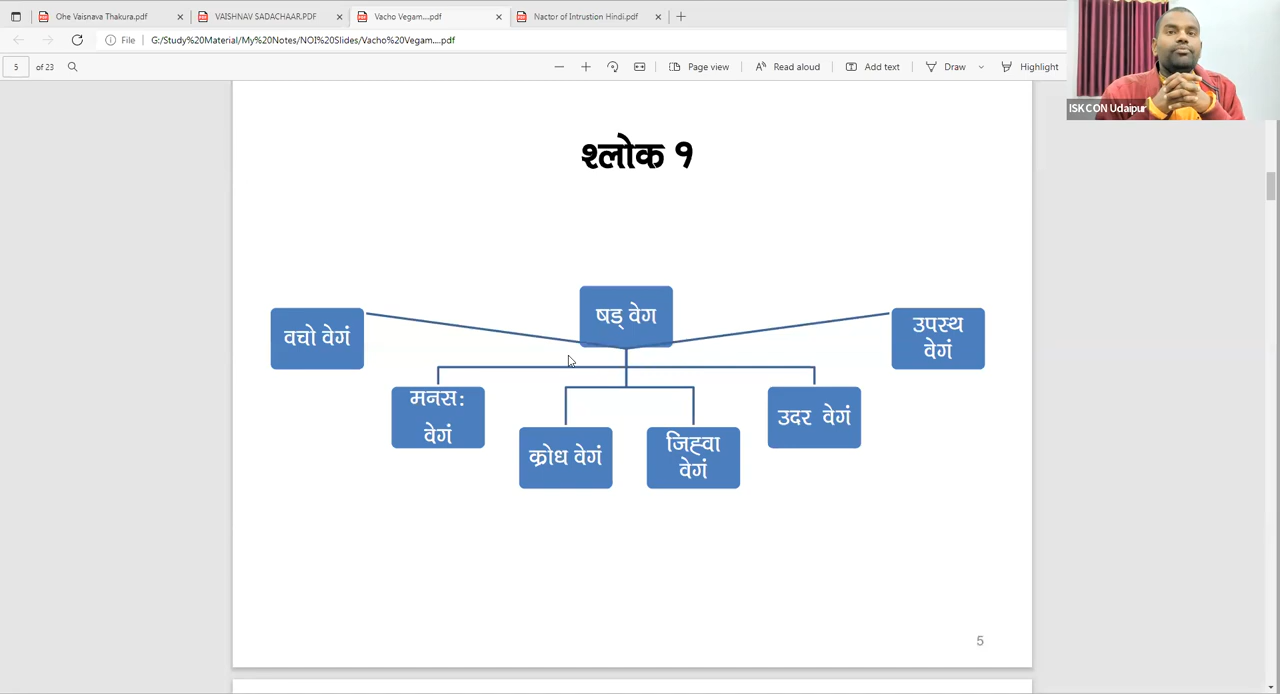 Ohe Vaisnava Thakura.pdf
VAISHNAV SADACHAAR.PDF
Vacho Vegam....pdf
Nactor of Intrustion Hindi.pdf
File
G:/Study%20Material/My%20Notes/NOI%20Slides/Vacho%20Vegam....pdf
5 of 23
Page view
Read aloud
Add text
Draw
Highlight
ISKCON Udaipur
श्लोक १
षड् वेग
वचो वेगं
उपस्थ
वेगं
मनस:
वेगं
उदर वेगं
क्रोध वेगं
जिह्वा
वेगं
5